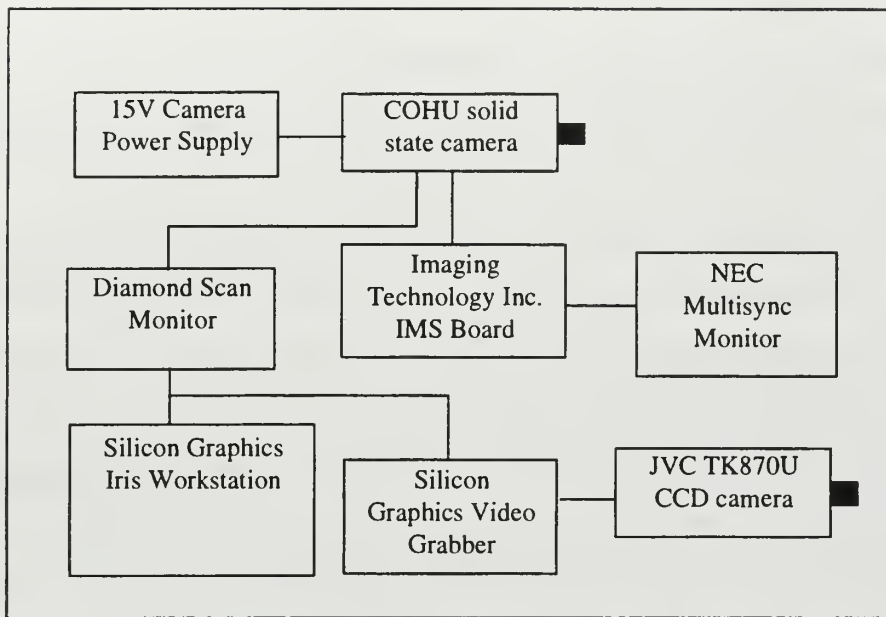 15V Camera
Power Supply
COHU solid
state camera
Diamond Scan
Monitor
Imaging
Technology Inc.
IMS Board
NEC
Multisync
Monitor
Silicon Graphics
Iris Workstation
Silicon
Graphics Video
Grabber
JVC TK870U
CCD camera